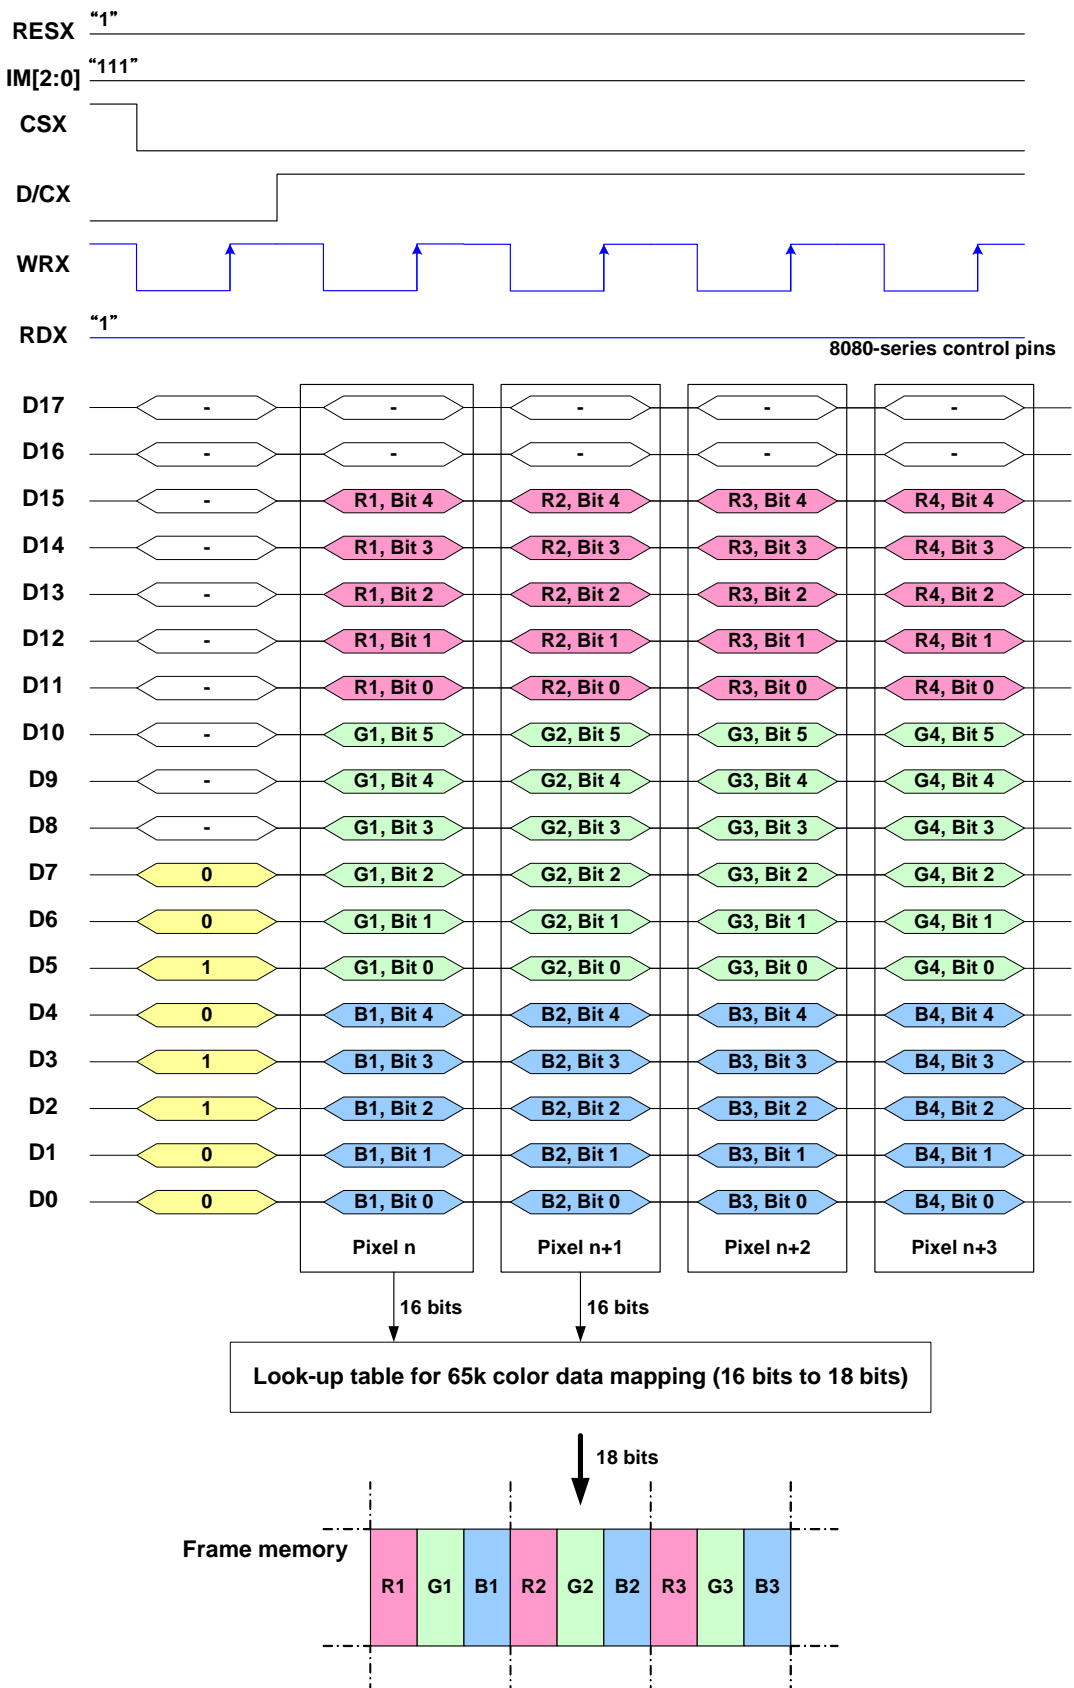 RESX "1"
IM[2:0] "111"
CSX
D/CX
WRX
RDX "1"
8080-series control pins
D17 - - - - -
D16 - - - - -
D15 - R1, Bit 4 R2, Bit 4 R3, Bit 4 R4, Bit 4
D14 - R1, Bit 3 R2, Bit 3 R3, Bit 3 R4, Bit 3
D13 - R1, Bit 2 R2, Bit 2 R3, Bit 2 R4, Bit 2
D12 - R1, Bit 1 R2, Bit 1 R3, Bit 1 R4, Bit 1
D11 - R1, Bit 0 R2, Bit 0 R3, Bit 0 R4, Bit 0
D10 - G1, Bit 5 G2, Bit 5 G3, Bit 5 G4, Bit 5
D9 - G1, Bit 4 G2, Bit 4 G3, Bit 4 G4, Bit 4
D8 - G1, Bit 3 G2, Bit 3 G3, Bit 3 G4, Bit 3
D7 0 G1, Bit 2 G2, Bit 2 G3, Bit 2 G4, Bit 2
D6 0 G1, Bit 1 G2, Bit 1 G3, Bit 1 G4, Bit 1
D5 1 G1, Bit 0 G2, Bit 0 G3, Bit 0 G4, Bit 0
D4 0 B1, Bit 4 B2, Bit 4 B3, Bit 4 B4, Bit 4
D3 1 B1, Bit 3 B2, Bit 3 B3, Bit 3 B4, Bit 3
D2 1 B1, Bit 2 B2, Bit 2 B3, Bit 2 B4, Bit 2
D1 0 B1, Bit 1 B2, Bit 1 B3, Bit 1 B4, Bit 1
D0 0 B1, Bit 0 B2, Bit 0 B3, Bit 0 B4, Bit 0
Pixel n Pixel n+1 Pixel n+2 Pixel n+3
16 bits 16 bits
Look-up table for 65k color data mapping (16 bits to 18 bits)
18 bits
Frame memory
R1 G1 B1 R2 G2 B2 R3 G3 B3